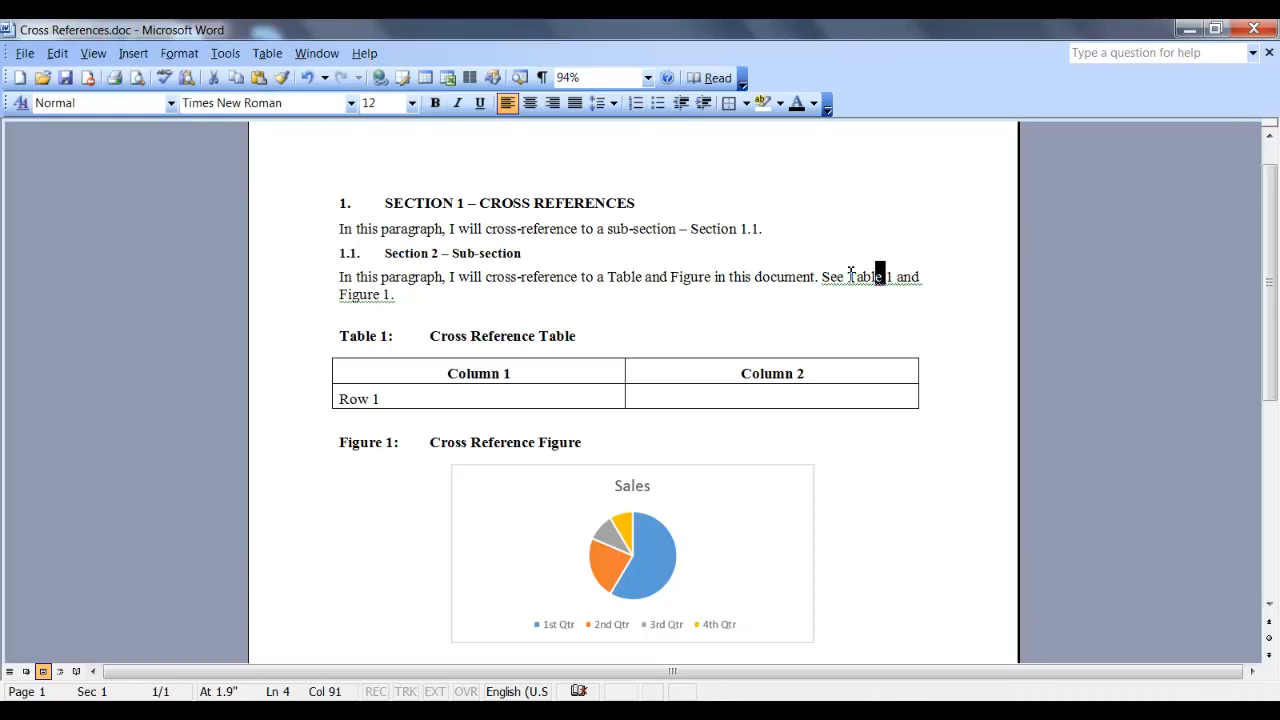 Cross References.doc - Microsoft Word
File Edit View Insert Format Tools Table Window Help
Type a question for help
94% Read
Normal Times New Roman 12 B I U
1. SECTION 1 – CROSS REFERENCES
In this paragraph, I will cross-reference to a sub-section – Section 1.1.
1.1. Section 2 – Sub-section
In this paragraph, I will cross-reference to a Table and Figure in this document. See Table 1 and
Figure 1.
Table 1: Cross Reference Table
Column 1 Column 2
Row 1
Figure 1: Cross Reference Figure
Sales
1st Qtr 2nd Qtr 3rd Qtr 4th Qtr
Page 1 Sec 1 1/1 At 1.9" Ln 4 Col 91 REC TRK EXT OVR English (U.S